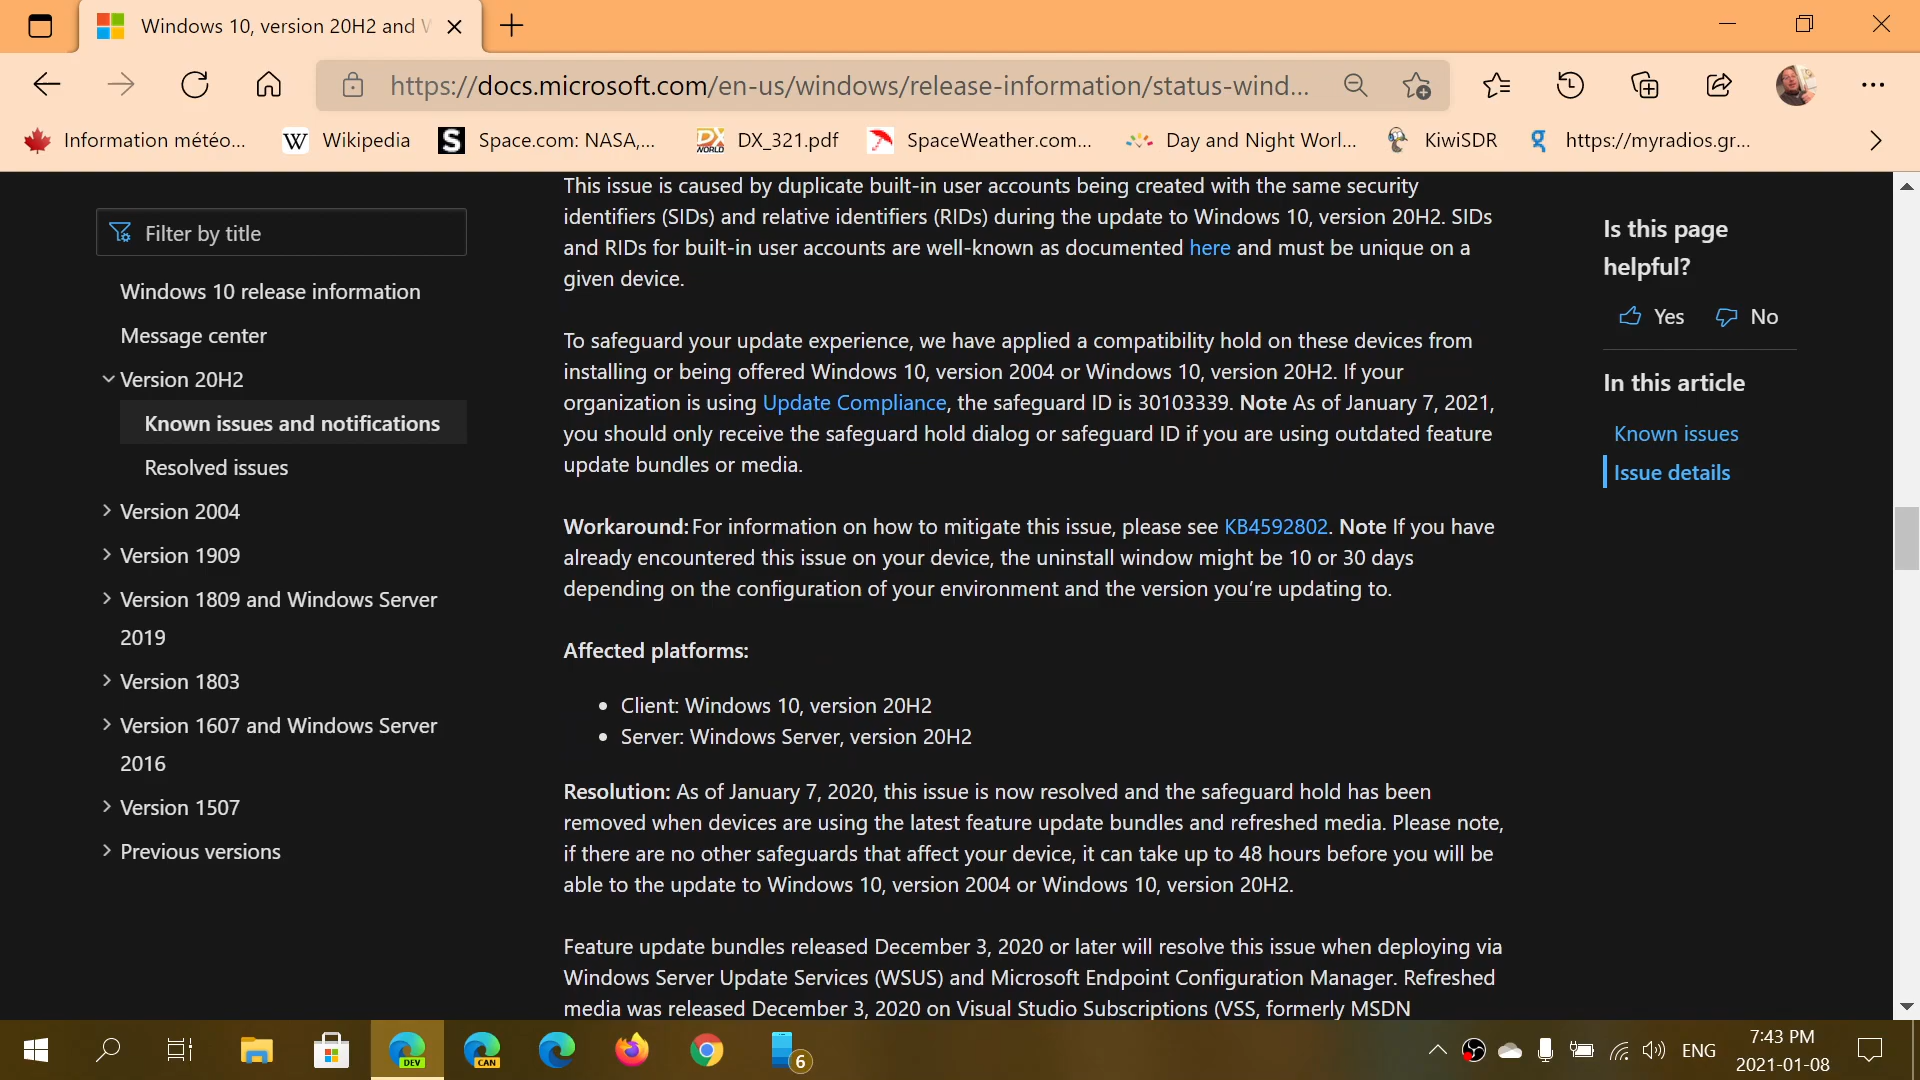 Windows 10, version 20H2 and W
https://docs.microsoft.com/en-us/windows/release-information/status-wind...
Information météo...
W Wikipedia
S Space.com: NASA,...
DX WORLD DX_321.pdf
SpaceWeather.com...
Day and Night Worl...
KiwiSDR
g https://myradios.gr...
Filter by title
Windows 10 release information
Message center
Version 20H2
Known issues and notifications
Resolved issues
Version 2004
Version 1909
Version 1809 and Windows Server
2019
Version 1803
Version 1607 and Windows Server
2016
Version 1507
Previous versions
This issue is caused by duplicate built-in user accounts being created with the same security
identifiers (SIDs) and relative identifiers (RIDs) during the update to Windows 10, version 20H2. SIDs
and RIDs for built-in user accounts are well-known as documented here and must be unique on a
given device.
To safeguard your update experience, we have applied a compatibility hold on these devices from
installing or being offered Windows 10, version 2004 or Windows 10, version 20H2. If your
organization is using Update Compliance, the safeguard ID is 30103339. Note As of January 7, 2021,
you should only receive the safeguard hold dialog or safeguard ID if you are using outdated feature
update bundles or media.
Workaround: For information on how to mitigate this issue, please see KB4592802. Note If you have
already encountered this issue on your device, the uninstall window might be 10 or 30 days
depending on the configuration of your environment and the version you’re updating to.
Affected platforms:
• Client: Windows 10, version 20H2
• Server: Windows Server, version 20H2
Resolution: As of January 7, 2020, this issue is now resolved and the safeguard hold has been
removed when devices are using the latest feature update bundles and refreshed media. Please note,
if there are no other safeguards that affect your device, it can take up to 48 hours before you will be
able to the update to Windows 10, version 2004 or Windows 10, version 20H2.
Feature update bundles released December 3, 2020 or later will resolve this issue when deploying via
Windows Server Update Services (WSUS) and Microsoft Endpoint Configuration Manager. Refreshed
media was released December 3, 2020 on Visual Studio Subscriptions (VSS, formerly MSDN
Is this page
helpful?
Yes No
In this article
Known issues
Issue details
DEV
CAN
6
ENG
7:43 PM
2021-01-08